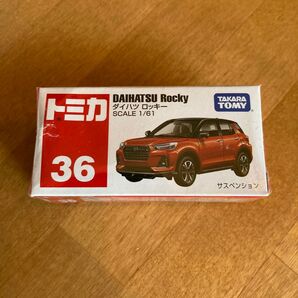 トミカ
36
DAIHATSU Rocky
ダイハツ ロッキー
SCALE 1/61
TAKARA
TOMY
サスペンション